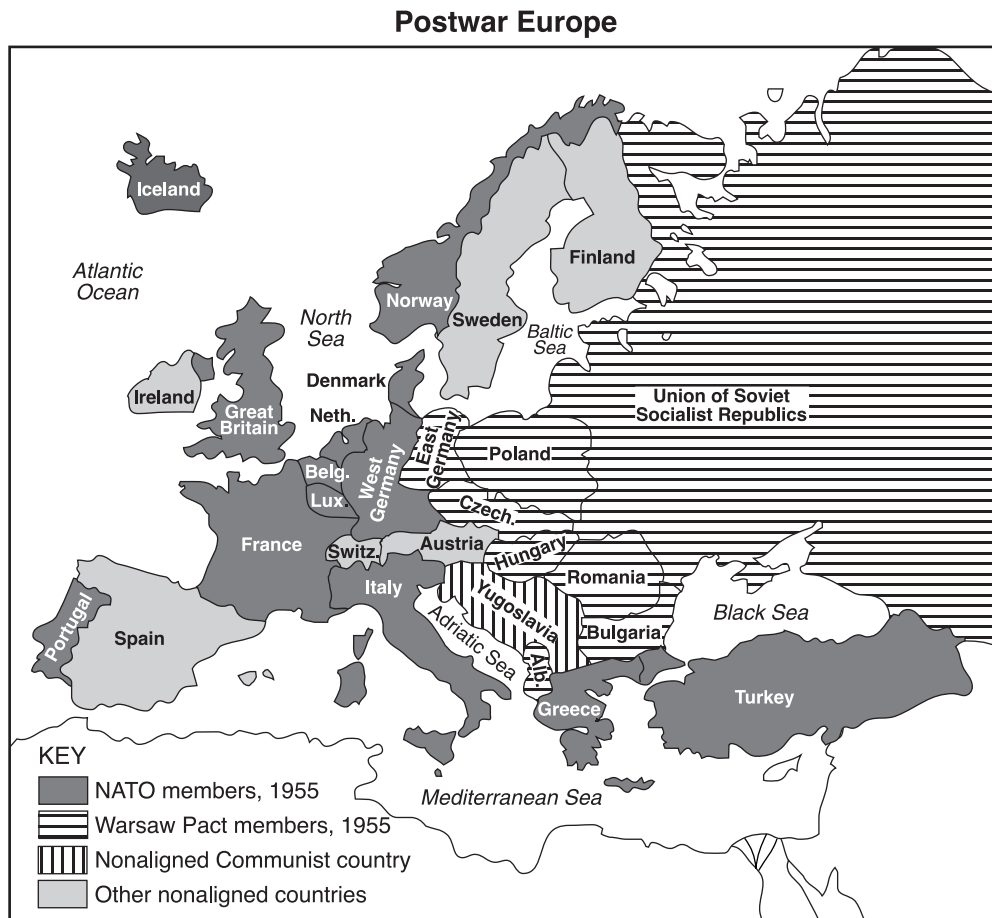 Postwar Europe
Iceland
Atlantic
Ocean
Norway
Finland
North
Sea
Sweden
Baltic
Sea
Denmark
Ireland
Neth.
Great
Britain
Union of Soviet
Socialist Republics
East
Germany
Poland
Belg.
West
Germany
Lux.
Czech.
France
Switz.
Austria
Hungary
Italy
Romania
Yugoslavia
Portugal
Spain
Adriatic Sea
Black Sea
Bulgaria
Alb.
Greece
Turkey
Mediterranean Sea
KEY
NATO members, 1955
Warsaw Pact members, 1955
Nonaligned Communist country
Other nonaligned countries